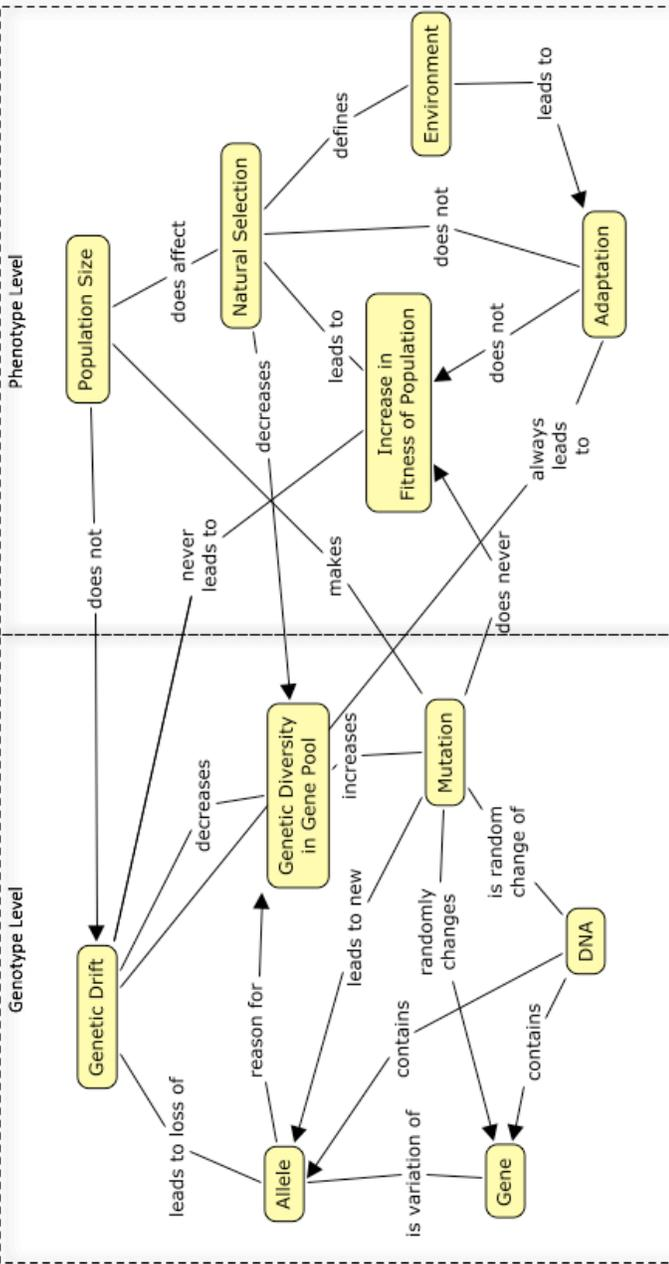 Genotype Level
Phenotype Level
Genetic Drift
does not
Population Size
leads to loss of
never
leads to
does affect
decreases
decreases
Natural Selection
Allele
reason for
Genetic Diversity
in Gene Pool
makes
leads to
defines
increases
leads to new
Increase in
Fitness of Population
is variation of
contains
randomly
changes
Mutation
does not
Environment
Gene
contains
is random
change of
does never
does not
always
leads
to
leads to
DNA
Adaptation